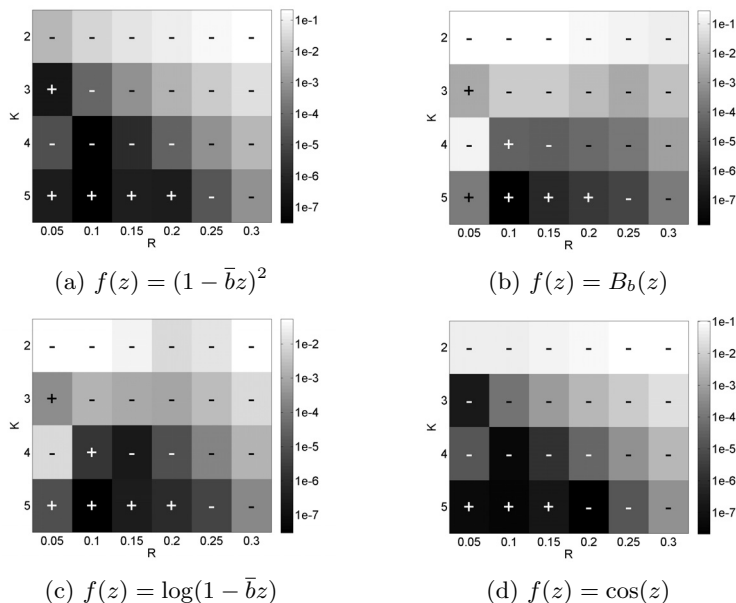 2 - - - - - - 1e-1
1e-2
3 + - - - - - 1e-3
K
1e-4
4 - - - - - - 1e-5
1e-6
5 + + + + - - 1e-7
0.05 0.1 0.15 0.2 0.25 0.3
R
(a) f(z) = (1 − b̅z)²
2 - - - - - - 1e-1
1e-2
3 + - - - - - 1e-3
K
1e-4
4 - + - - - - 1e-5
1e-6
5 + + + + - - 1e-7
0.05 0.1 0.15 0.2 0.25 0.3
R
(b) f(z) = B_b(z)
2 - - - - - -
1e-2
3 + - - - - - 1e-3
K
1e-4
4 - + - - - - 1e-5
1e-6
5 + + + + - - 1e-7
0.05 0.1 0.15 0.2 0.25 0.3
R
(c) f(z) = log(1 − b̅z)
2 - - - - - - 1e-1
1e-2
3 - - - - - - 1e-3
K
1e-4
4 - - - - - - 1e-5
1e-6
5 + + + - - - 1e-7
0.05 0.1 0.15 0.2 0.25 0.3
R
(d) f(z) = cos(z)